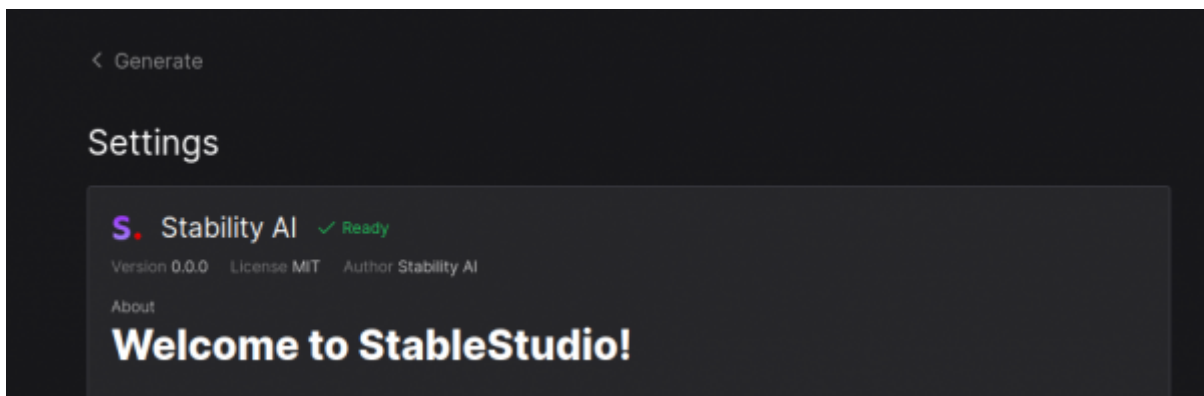 Generate
Settings
S. Stability AI Ready
Version 0.0.0 License MIT Author Stability AI
About
Welcome to StableStudio!